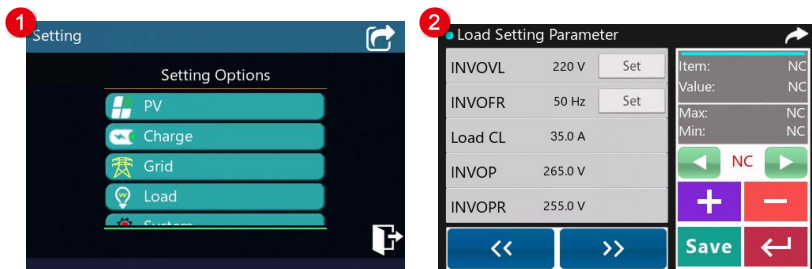 1
Setting
Setting Options
PV
Charge
Grid
Load
System
2
Load Setting Parameter
INVOVL 220 V Set
INVOFR 50 Hz Set
Load CL 35.0 A
INVOP 265.0 V
INVOPR 255.0 V
<< >>
Item: NC
Value: NC
Max: NC
Min: NC
NC
+ −
Save